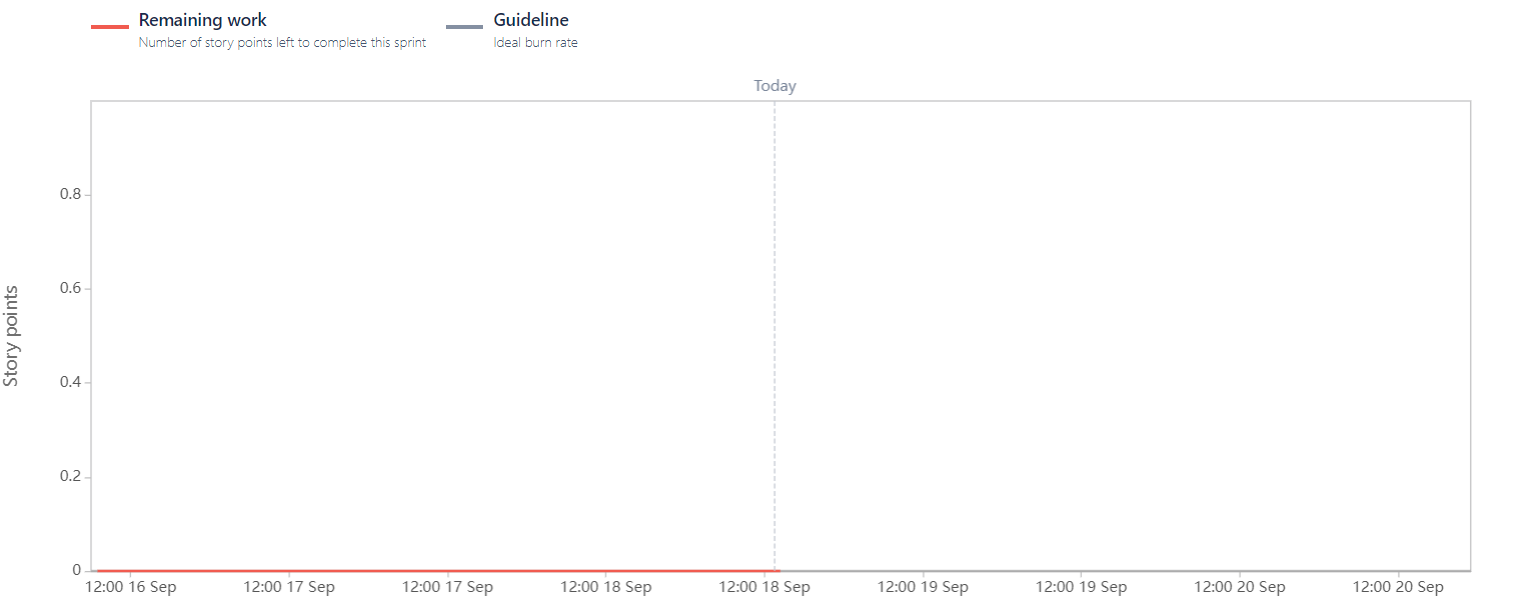 Remaining work
Number of story points left to complete this sprint
Guideline
Ideal burn rate
Today
0.8
0.6
0.4
0.2
0
Story points
12:00 16 Sep
12:00 17 Sep
12:00 17 Sep
12:00 18 Sep
12:00 18 Sep
12:00 19 Sep
12:00 19 Sep
12:00 20 Sep
12:00 20 Sep